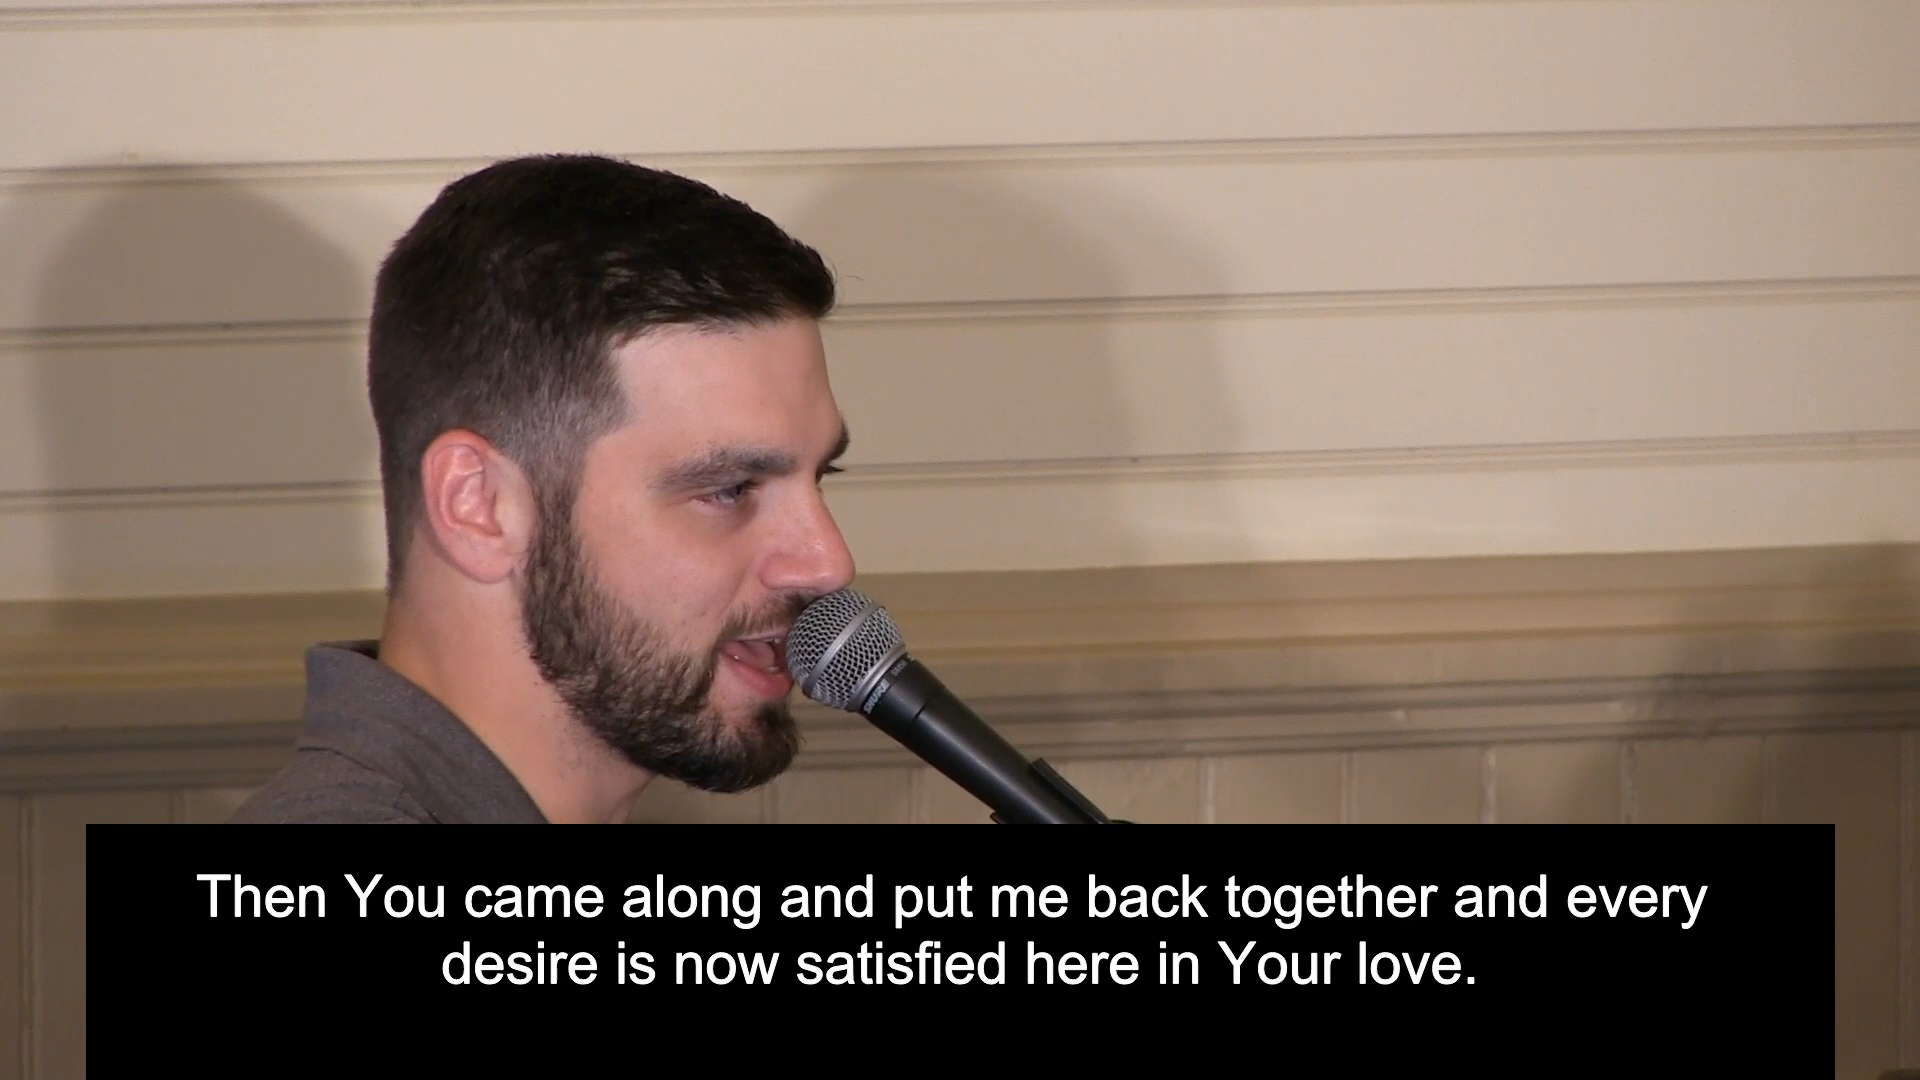 SHURE
Then You came along and put me back together and every
desire is now satisfied here in Your love.